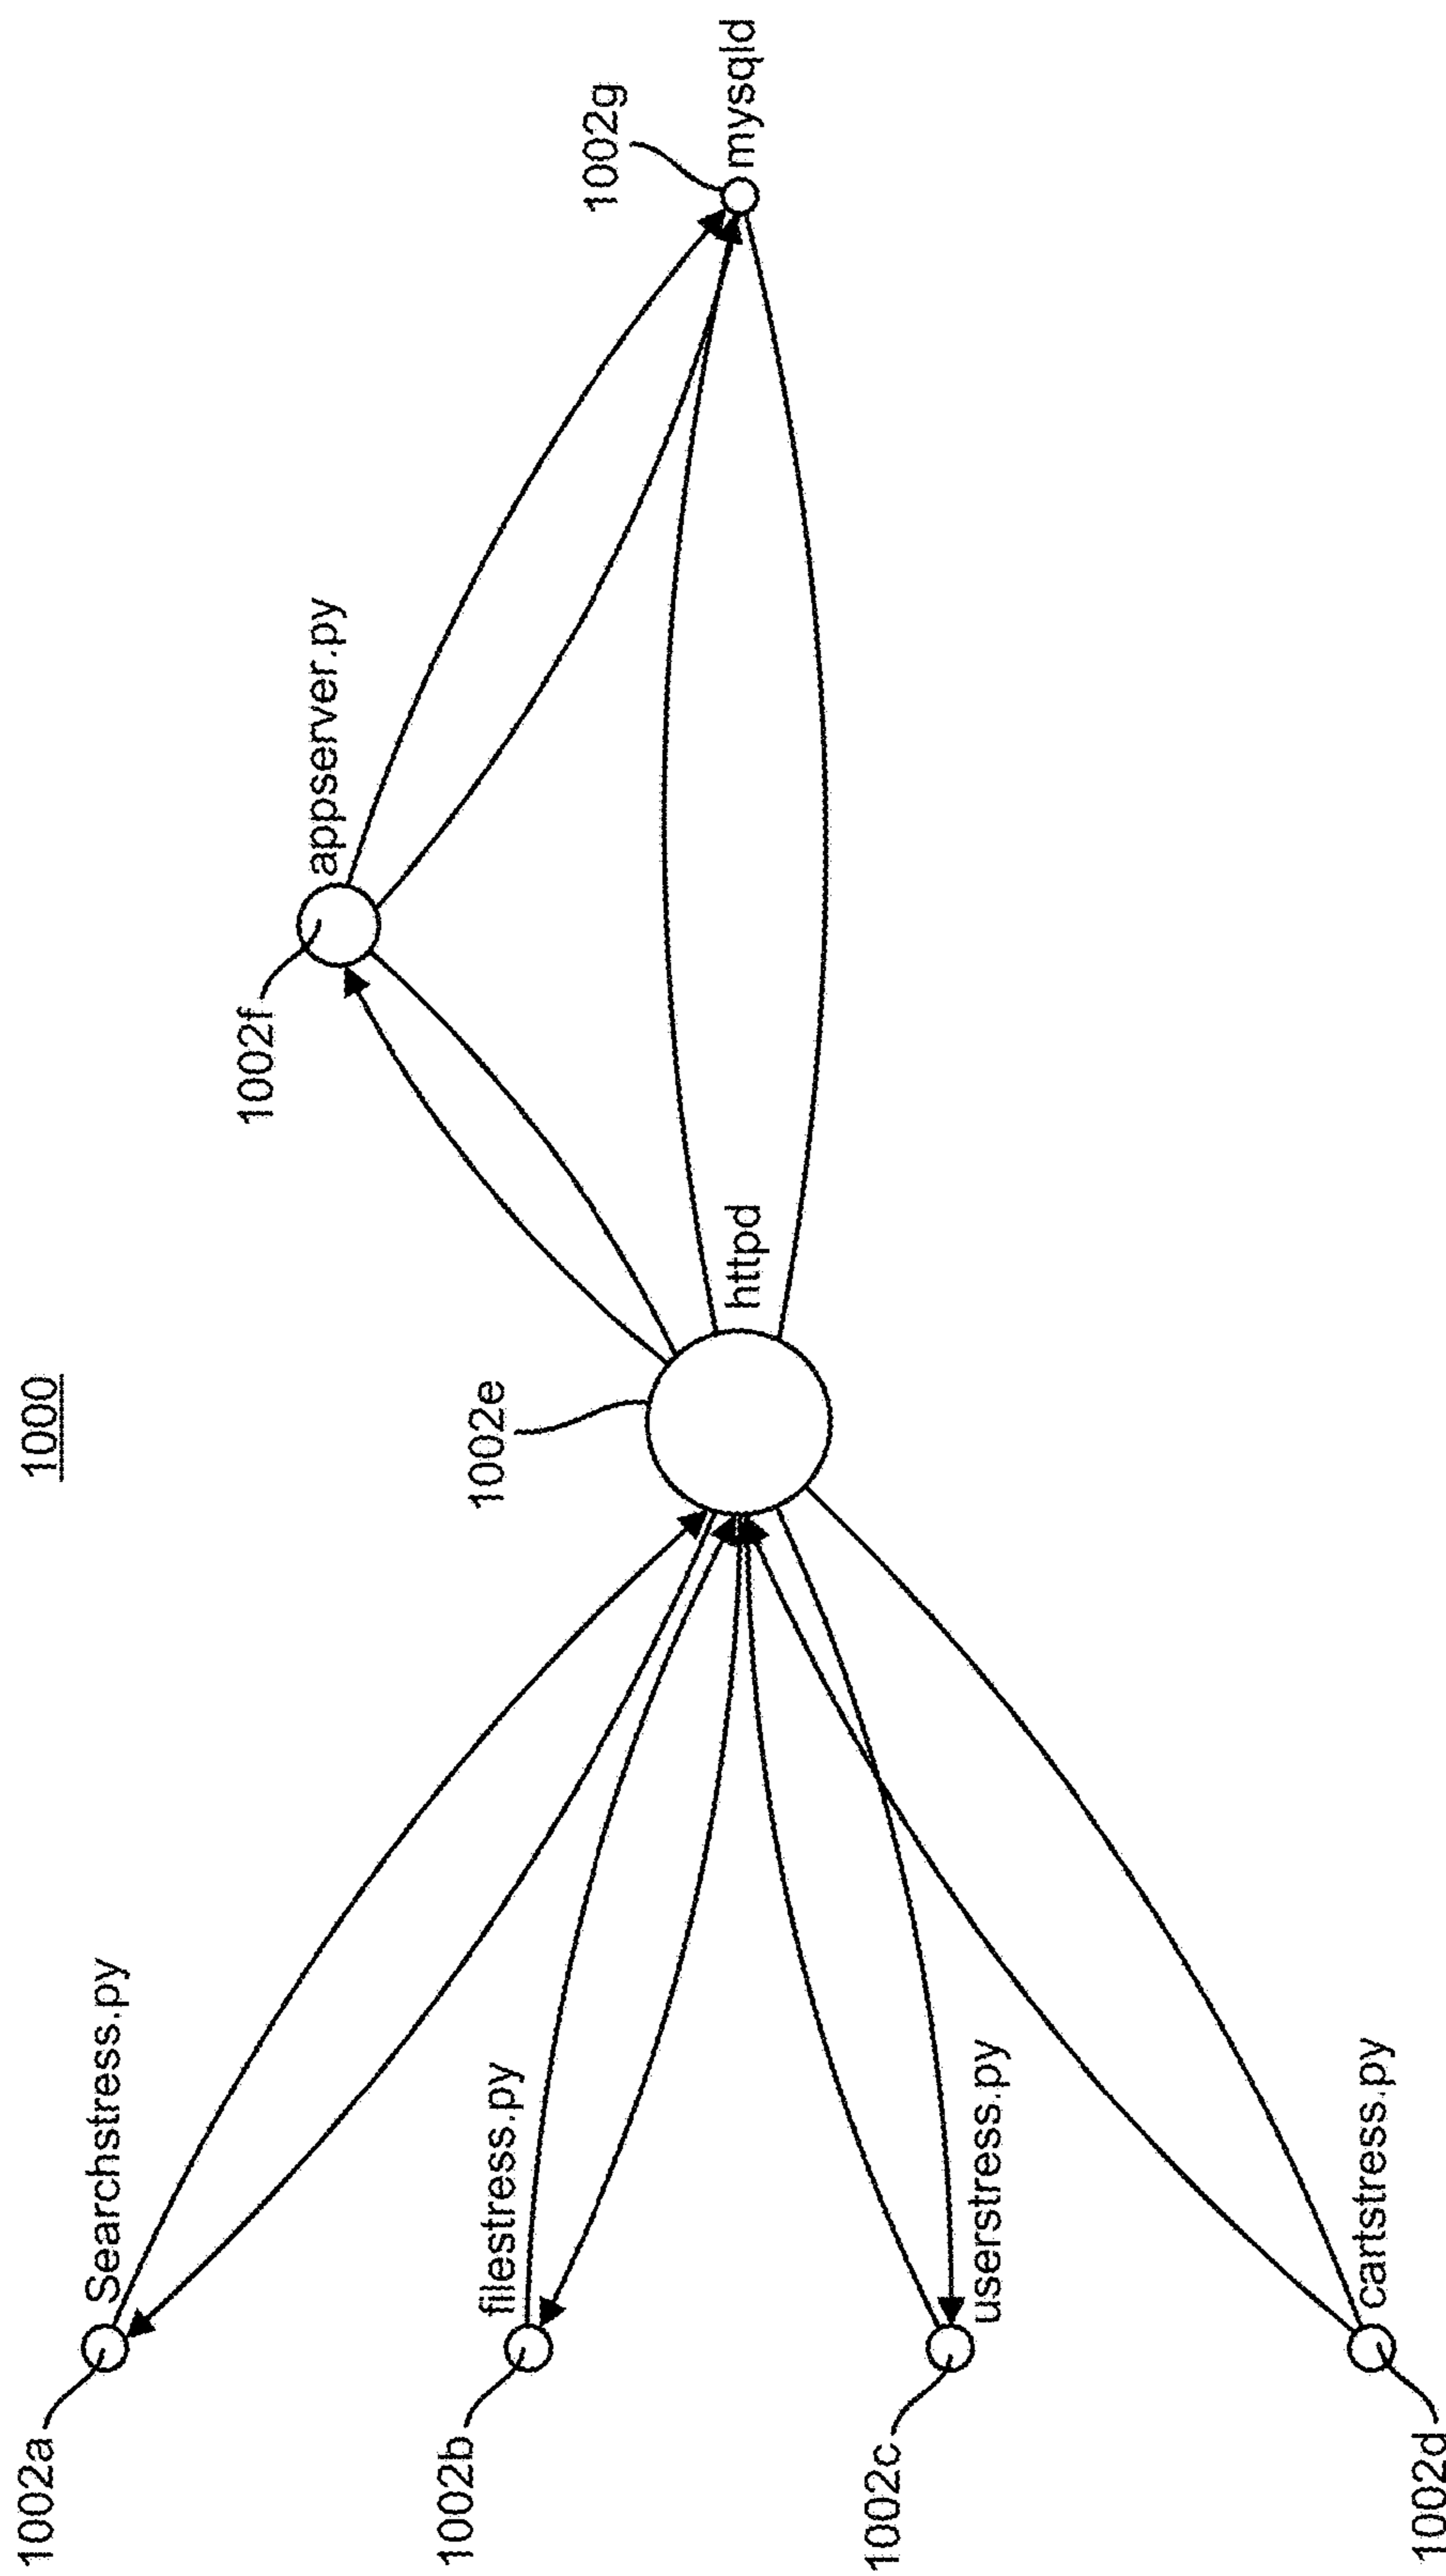 1000
1002a
Searchstress.py
1002b
filestress.py
1002c
userstress.py
1002d
cartstress.py
1002e
httpd
1002f
appserver.py
1002g
mysqld